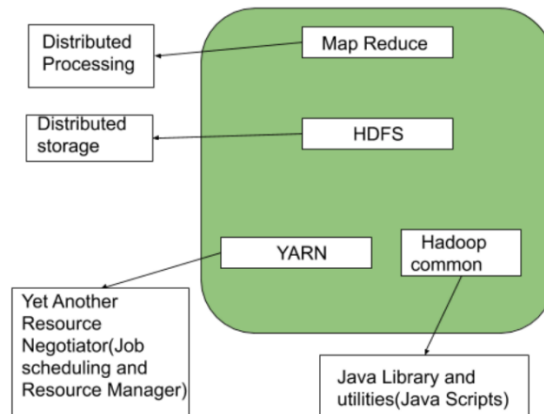 Distributed
Processing
Map Reduce
Distributed
storage
HDFS
YARN
Hadoop
common
Yet Another
Resource
Negotiator(Job
scheduling and
Resource Manager)
Java Library and
utilities(Java Scripts)